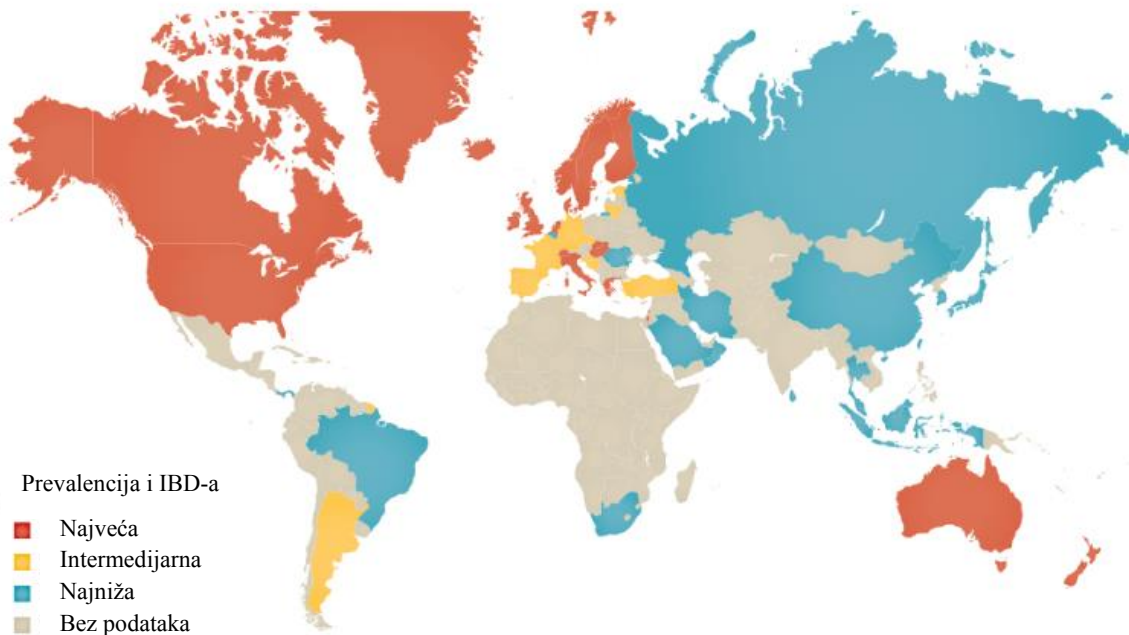 Prevalencija i IBD-a
Najveća
Intermedijarna
Najniža
Bez podataka